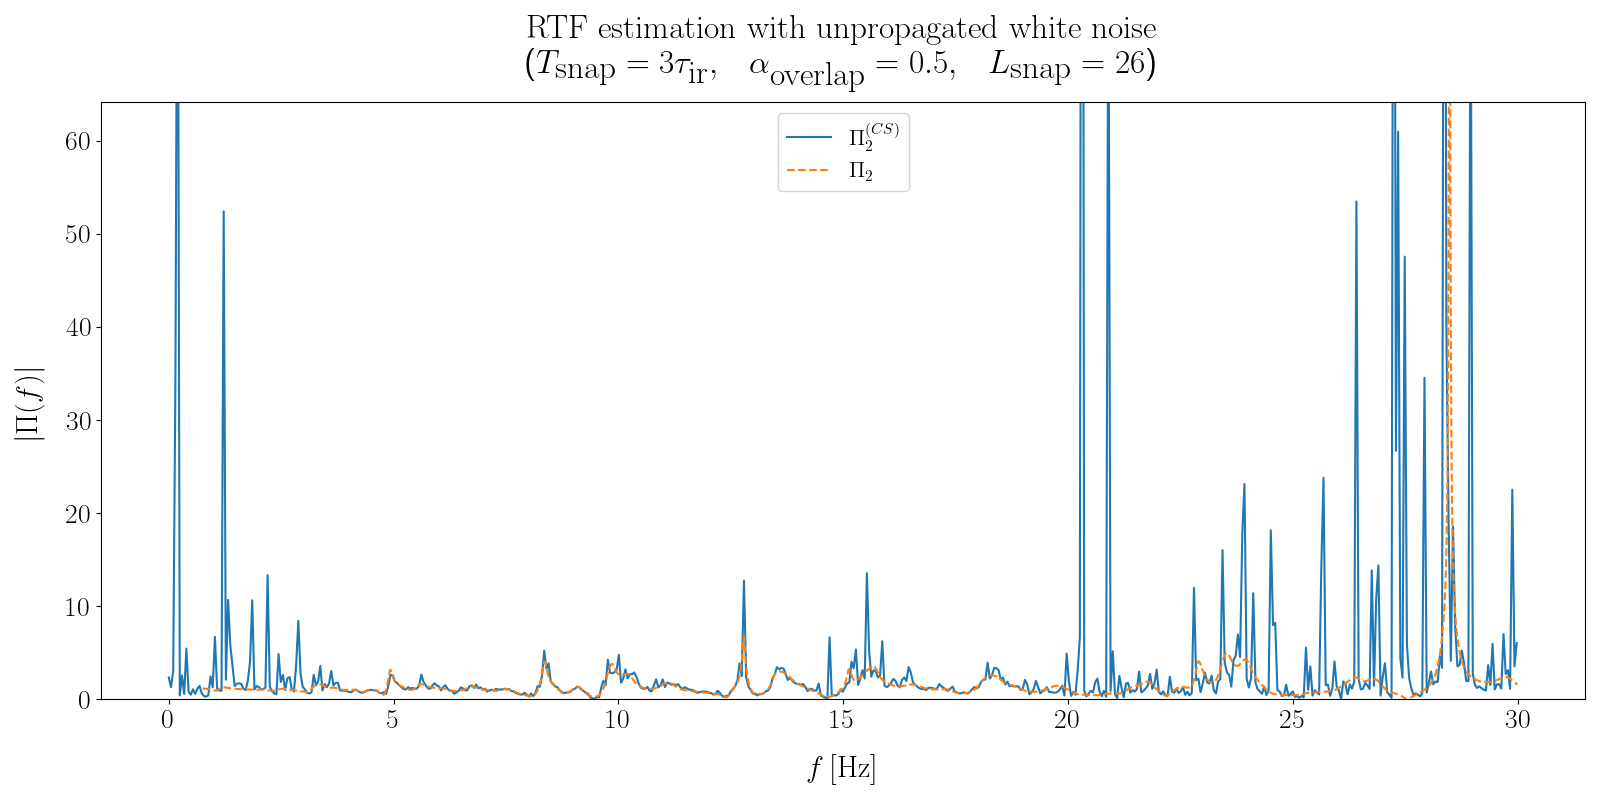 RTF estimation with unpropagated white noise
(T_snap = 3τ_ir, α_overlap = 0.5, L_snap = 26)
Π_2^(CS)
Π_2
60
50
40
30
20
10
0
|Π(f)|
0 5 10 15 20 25 30
f [Hz]